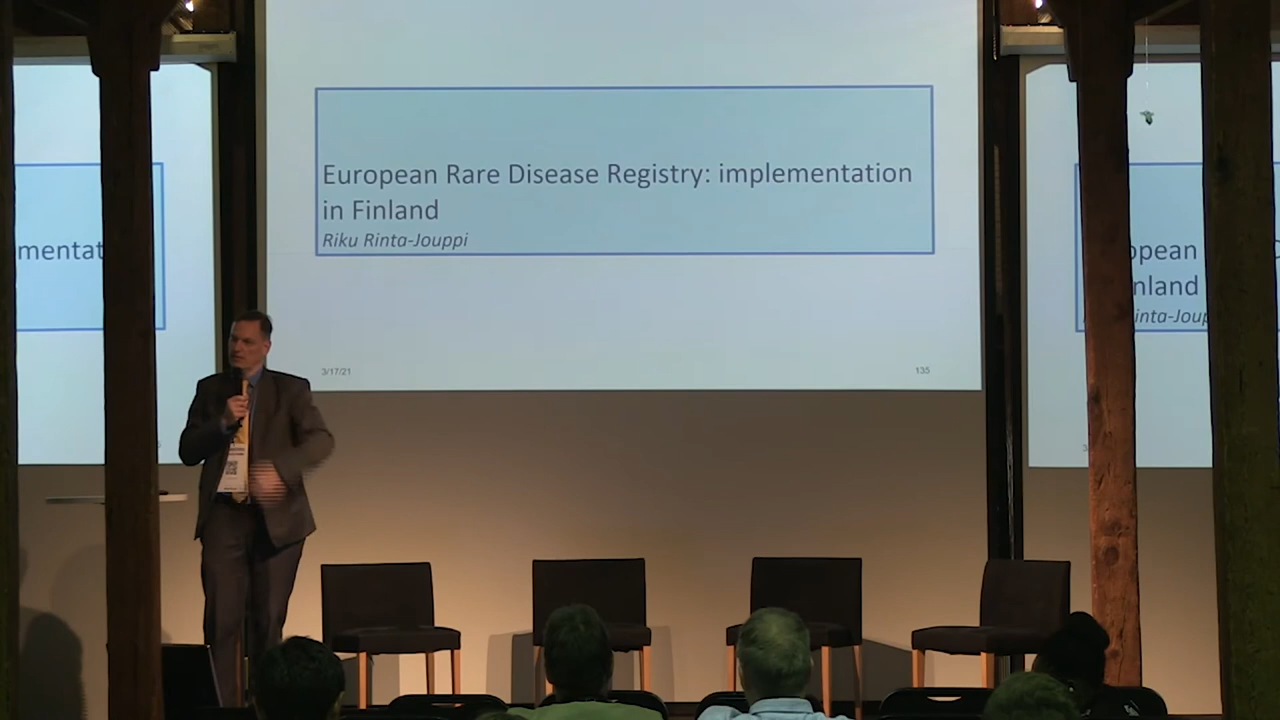 European Rare Disease Registry: implementation
in Finland
Riku Rinta-Jouppi
3/17/21
135
mentat
opean
nland
inta-Joup